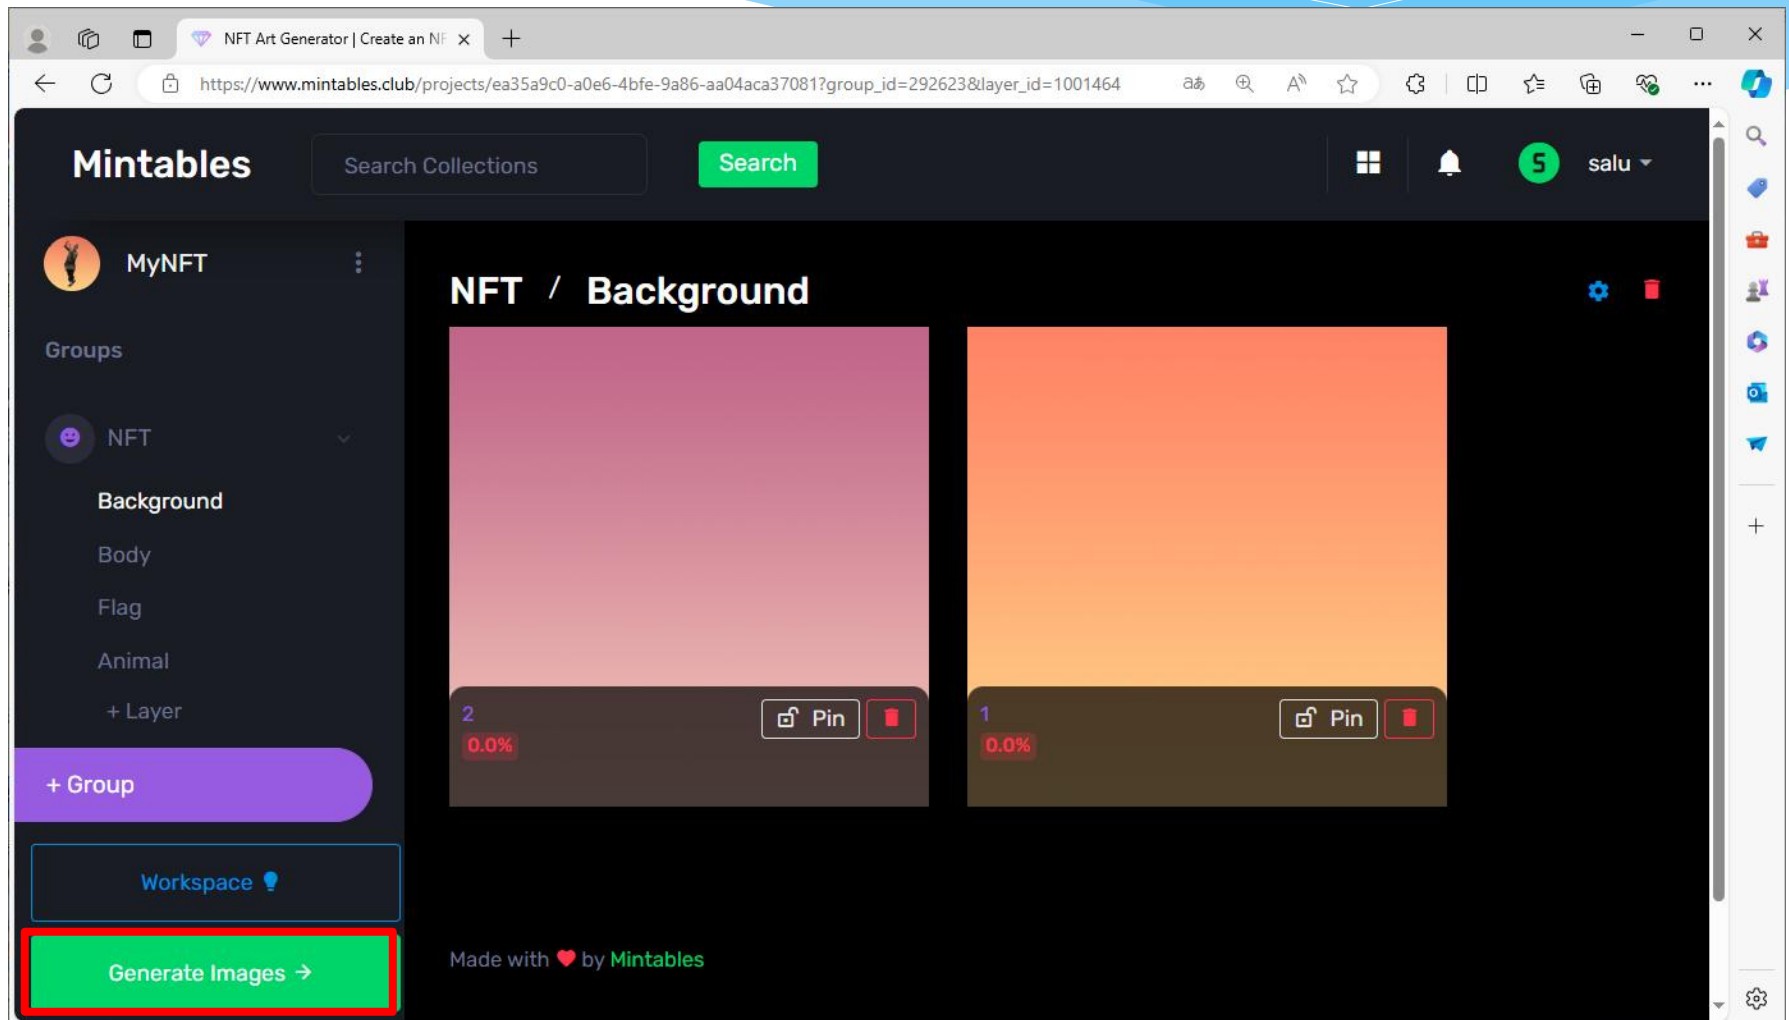 NFT Art Generator | Create an NF
https://www.mintables.club/projects/ea35a9c0-a0e6-4bfe-9a86-aa04aca37081?group_id=292623&layer_id=1001464
Mintables
Search Collections
Search
S
salu
MyNFT
Groups
NFT
Background
Body
Flag
Animal
+ Layer
+ Group
Workspace
Generate Images →
NFT / Background
2
0.0%
Pin
1
0.0%
Pin
Made with ❤ by Mintables